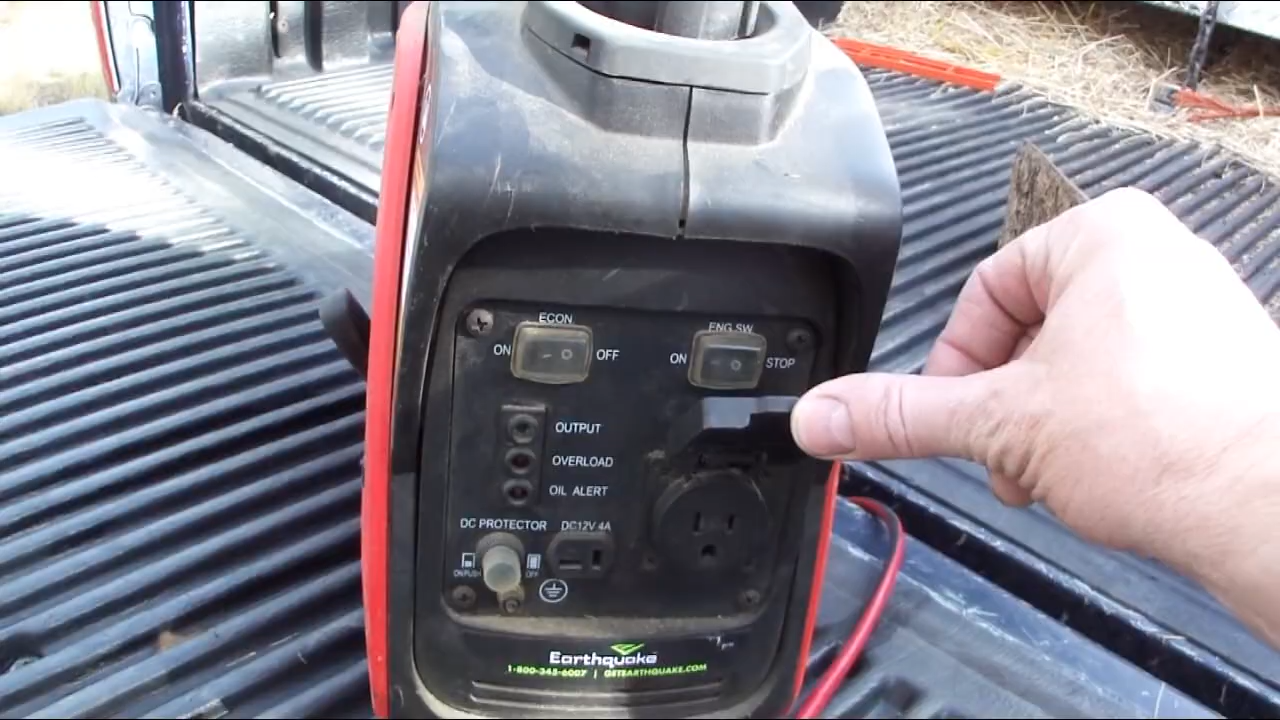 ECON
ON OFF
ENG.SW
ON STOP
OUTPUT
OVERLOAD
OIL ALERT
DC PROTECTOR
DC12V 4A
ON/PUSH
OFF
Earthquake
1-800-345-6007 | GETEARTHQUAKE.COM